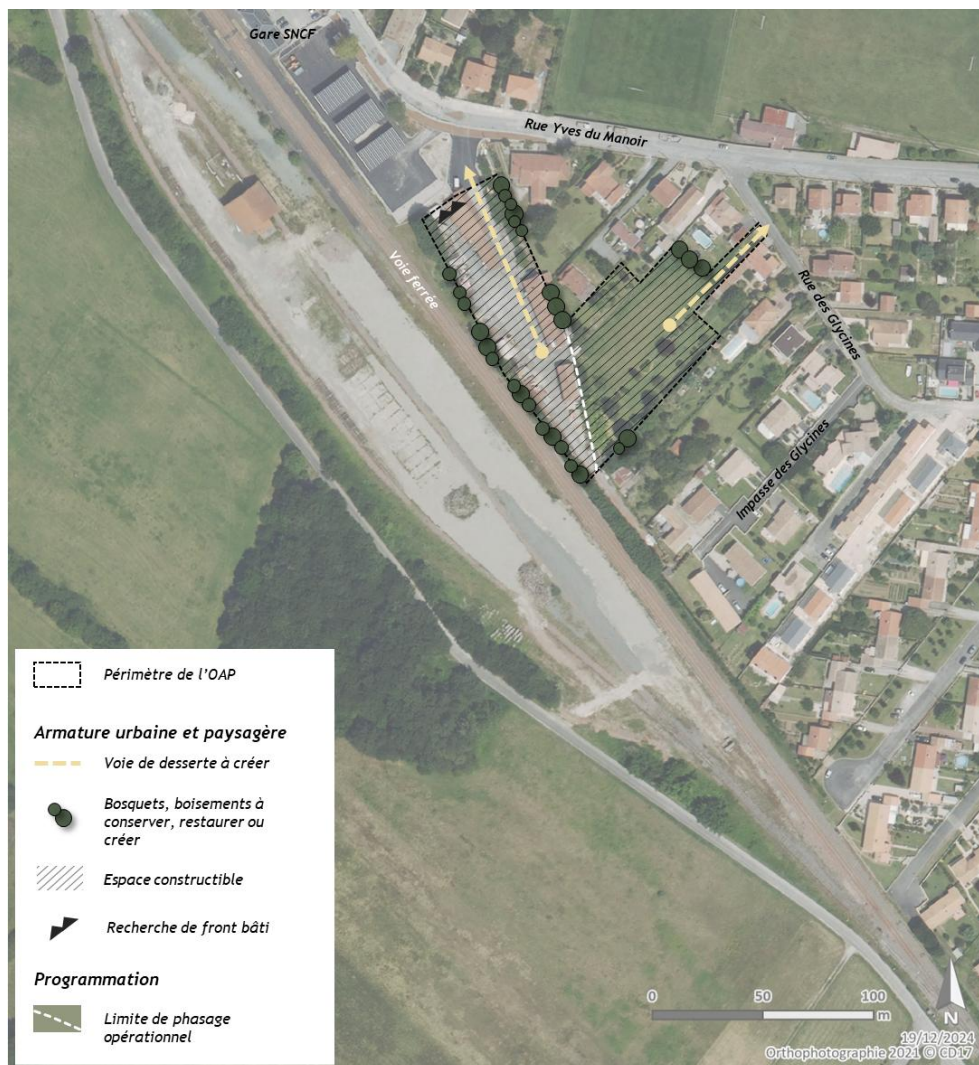 Gare SNCF
Rue Yves du Manoir
Voie ferrée
Rue des Glycines
Impasse des Glycines
Périmètre de l'OAP
Armature urbaine et paysagère
Voie de desserte à créer
Bosquets, boisements à
conserver, restaurer ou
créer
Espace constructible
Recherche de front bâti
Programmation
Limite de phasage
opérationnel
0 50 100
m
N
19/12/2024
Orthophotographie 2021 © CD17